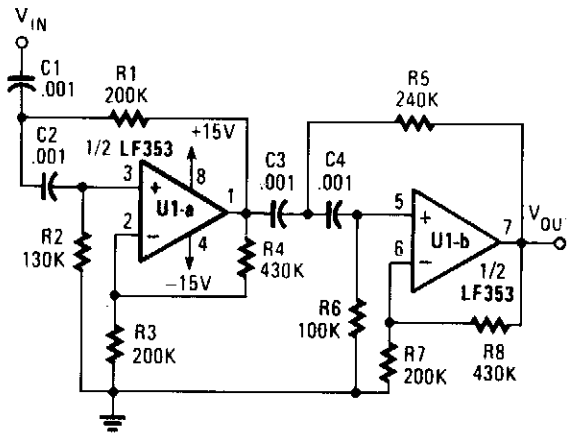 VIN
C1
.001
R1
200K
R5
240K
C2
.001
1/2 LF353
+15V
3
+
8
U1-a
1
2
−
4
−15V
C3
.001
C4
.001
5
+
U1-b
7
VOU
6
−
1/2
LF353
R2
130K
R4
430K
R3
200K
R6
100K
R7
200K
R8
430K